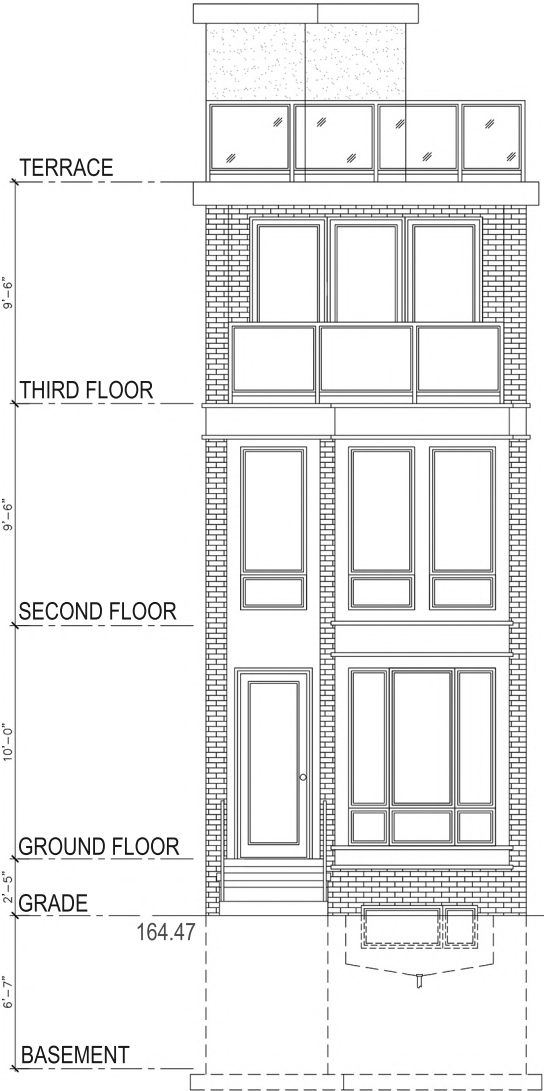 TERRACE
9'-6"
THIRD FLOOR
9'-6"
SECOND FLOOR
10'-0"
GROUND FLOOR
2'-5"
GRADE
164.47
6'-7"
BASEMENT